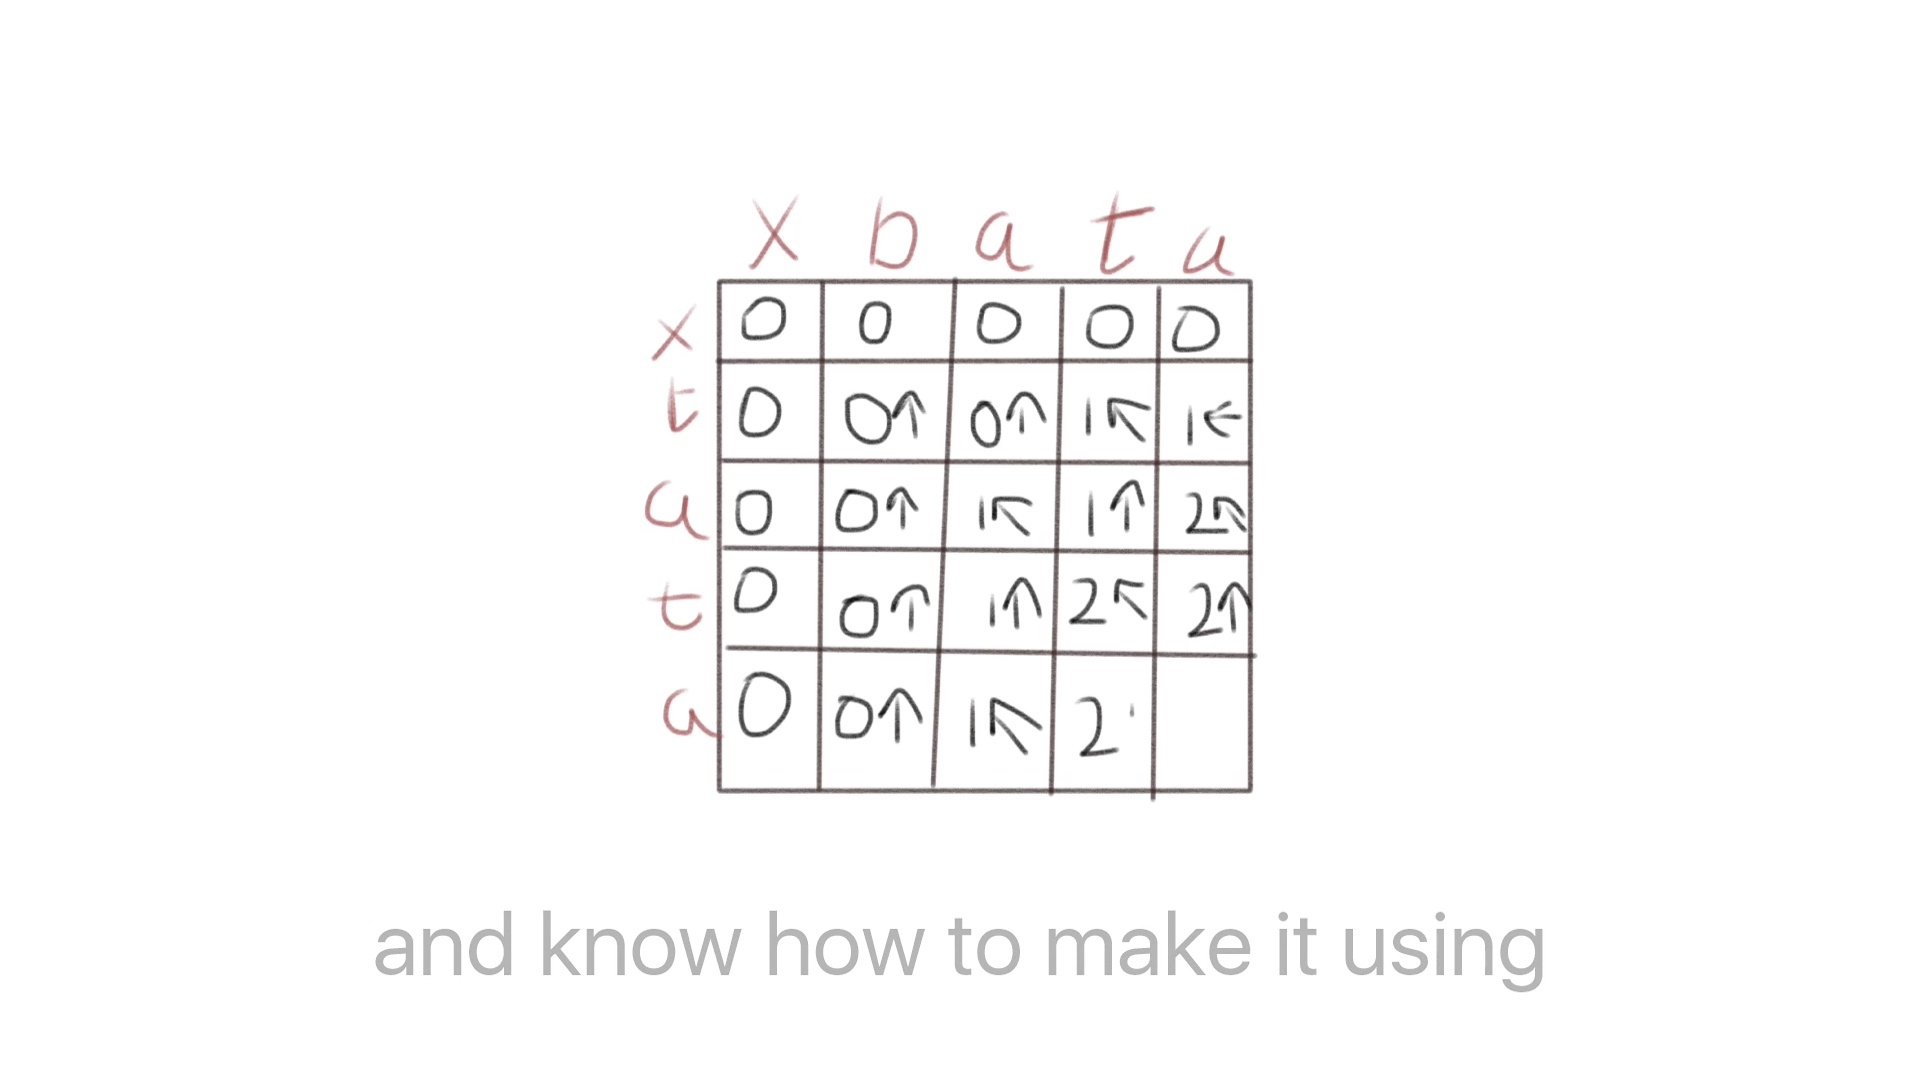 x b a t a
x 0 0 0 0 0
t 0 0↑ 0↑ 1↖ 1←
a 0 0↑ 1↖ 1↑ 2↖
t 0 0↑ 1↑ 2↖ 2↑
a 0 0↑ 1↖ 2
and know how to make it using